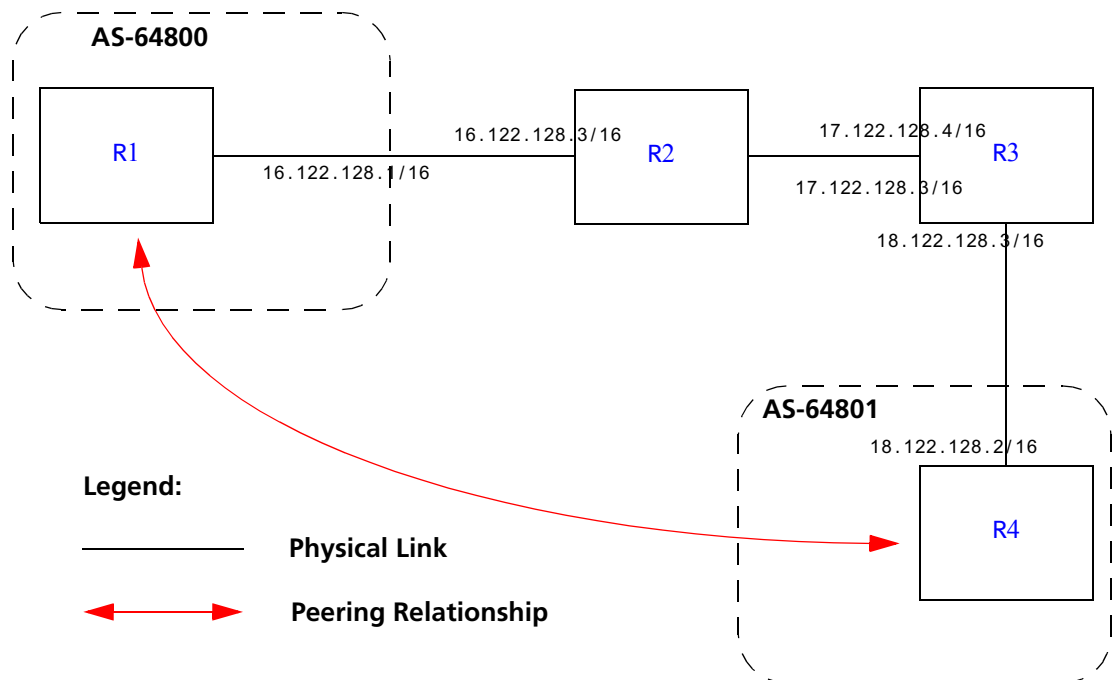 AS-64800
R1
16.122.128.1/16
16.122.128.3/16
R2
17.122.128.4/16
17.122.128.3/16
R3
18.122.128.3/16
AS-64801
18.122.128.2/16
R4
Legend:
Physical Link
Peering Relationship